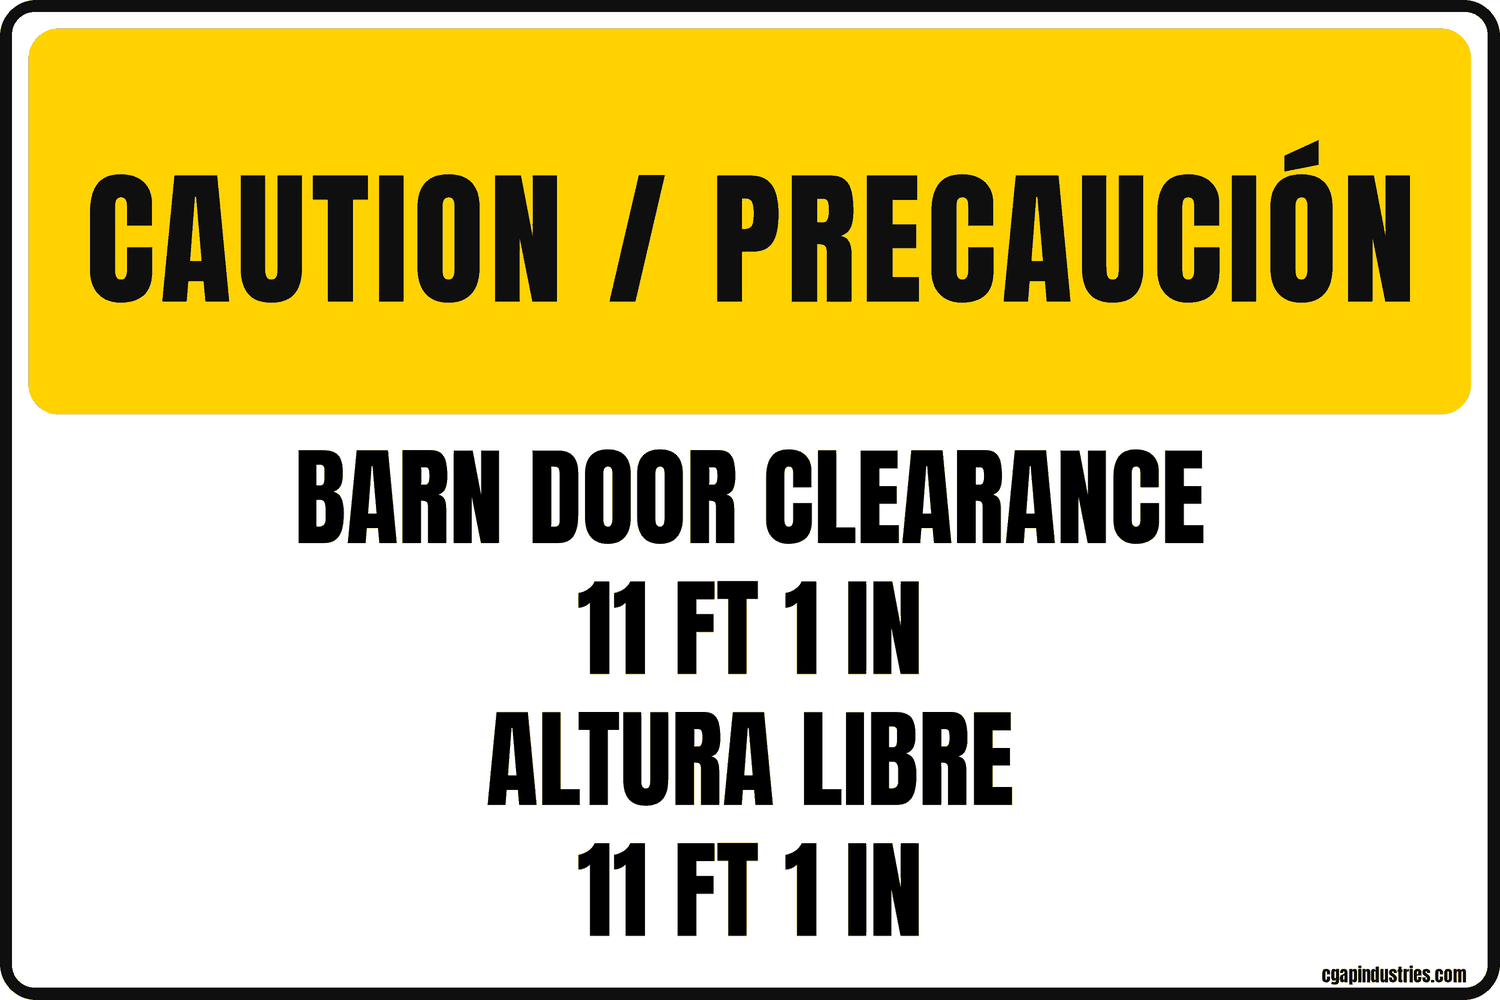 CAUTION / PRECAUCIÓN
BARN DOOR CLEARANCE
11 FT 1 IN
ALTURA LIBRE
11 FT 1 IN
cgapindustries.com